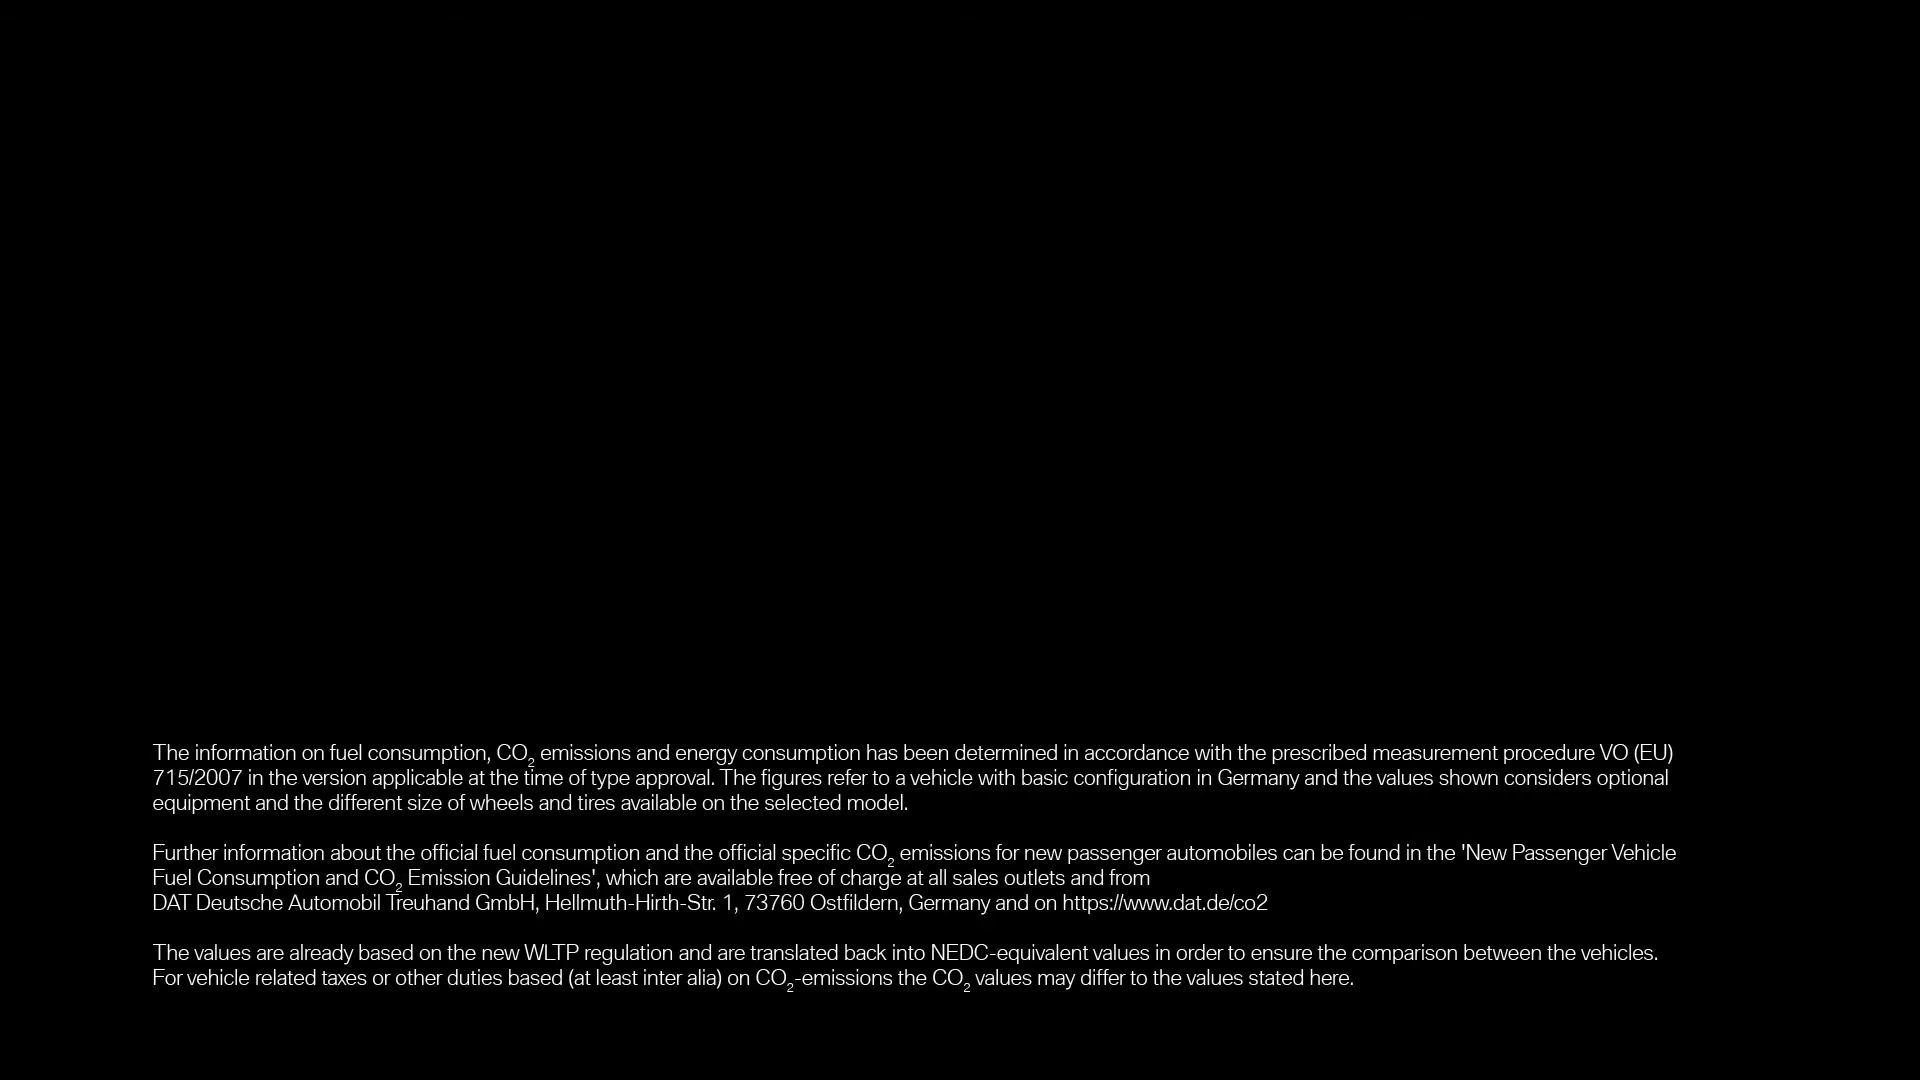 The information on fuel consumption, CO₂ emissions and energy consumption has been determined in accordance with the prescribed measurement procedure VO (EU)
715/2007 in the version applicable at the time of type approval. The figures refer to a vehicle with basic configuration in Germany and the values shown considers optional
equipment and the different size of wheels and tires available on the selected model.
Further information about the official fuel consumption and the official specific CO₂ emissions for new passenger automobiles can be found in the 'New Passenger Vehicle
Fuel Consumption and CO₂ Emission Guidelines', which are available free of charge at all sales outlets and from
DAT Deutsche Automobil Treuhand GmbH, Hellmuth-Hirth-Str. 1, 73760 Ostfildern, Germany and on https://www.dat.de/co2
The values are already based on the new WLTP regulation and are translated back into NEDC-equivalent values in order to ensure the comparison between the vehicles.
For vehicle related taxes or other duties based (at least inter alia) on CO₂-emissions the CO₂ values may differ to the values stated here.